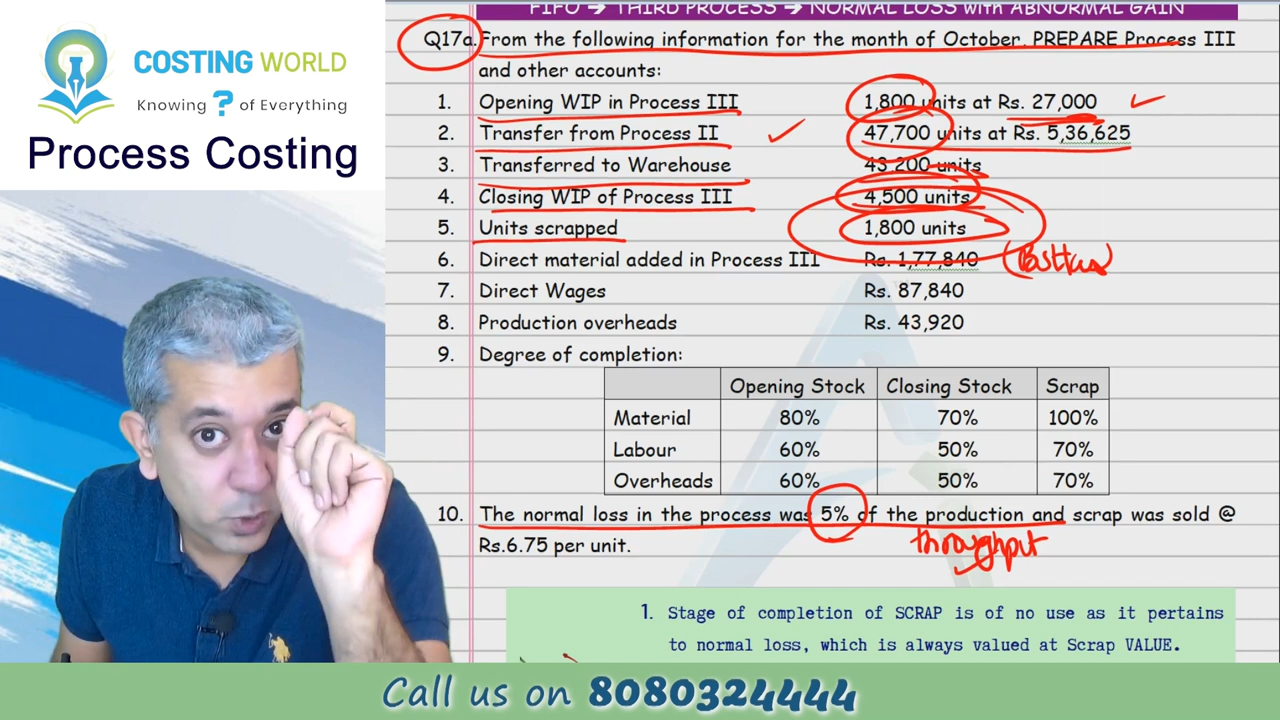 FIFO → THIRD PROCESS → NORMAL LOSS with ABNORMAL GAIN
COSTING WORLD
Knowing ? of Everything
Process Costing
Q17a. From the following information for the month of October, PREPARE Process III
and other accounts:
1. Opening WIP in Process III 1,800 units at Rs. 27,000
2. Transfer from Process II 47,700 units at Rs. 5,36,625
3. Transferred to Warehouse 43,200 units
4. Closing WIP of Process III 4,500 units
5. Units scrapped 1,800 units
6. Direct material added in Process III Rs. 1,77,840
7. Direct Wages Rs. 87,840
8. Production overheads Rs. 43,920
9. Degree of completion:
Opening Stock Closing Stock Scrap
Material 80% 70% 100%
Labour 60% 50% 70%
Overheads 60% 50% 70%
10. The normal loss in the process was 5% of the production and scrap was sold @
throughput
Rs.6.75 per unit.
1. Stage of completion of SCRAP is of no use as it pertains
to normal loss, which is always valued at Scrap VALUE.
Call us on 8080324444